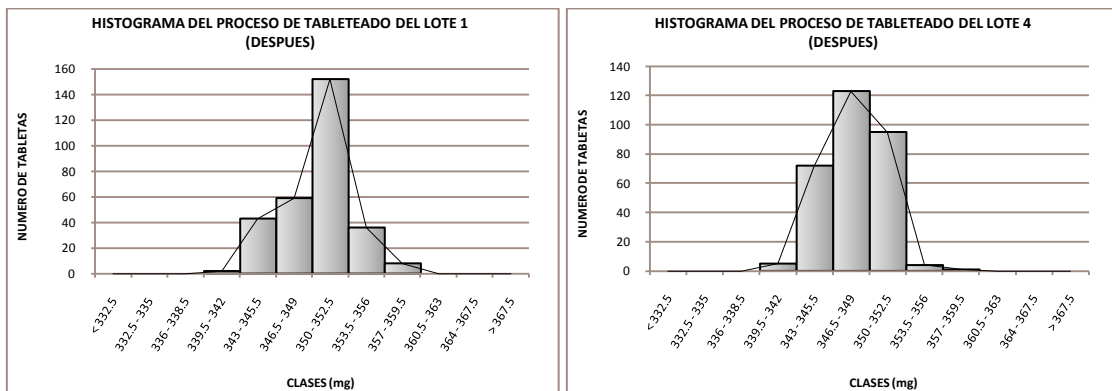 HISTOGRAMA DEL PROCESO DE TABLETEADO DEL LOTE 1
(DESPUES)
NUMERO DE TABLETAS
160
140
120
100
80
60
40
20
0
< 332.5
332.5 - 335
336 - 338.5
339.5 - 342
343 - 345.5
346.5 - 349
350 - 352.5
353.5 - 356
357 - 359.5
360.5 - 363
364 - 367.5
> 367.5
CLASES (mg)
HISTOGRAMA DEL PROCESO DE TABLETEADO DEL LOTE 4
(DESPUES)
NUMERO DE TABLETAS
140
120
100
80
60
40
20
0
< 332.5
332.5 - 335
336 - 338.5
339.5 - 342
343 - 345.5
346.5 - 349
350 - 352.5
353.5 - 356
357 - 359.5
360.5 - 363
364 - 367.5
> 367.5
CLASES (mg)